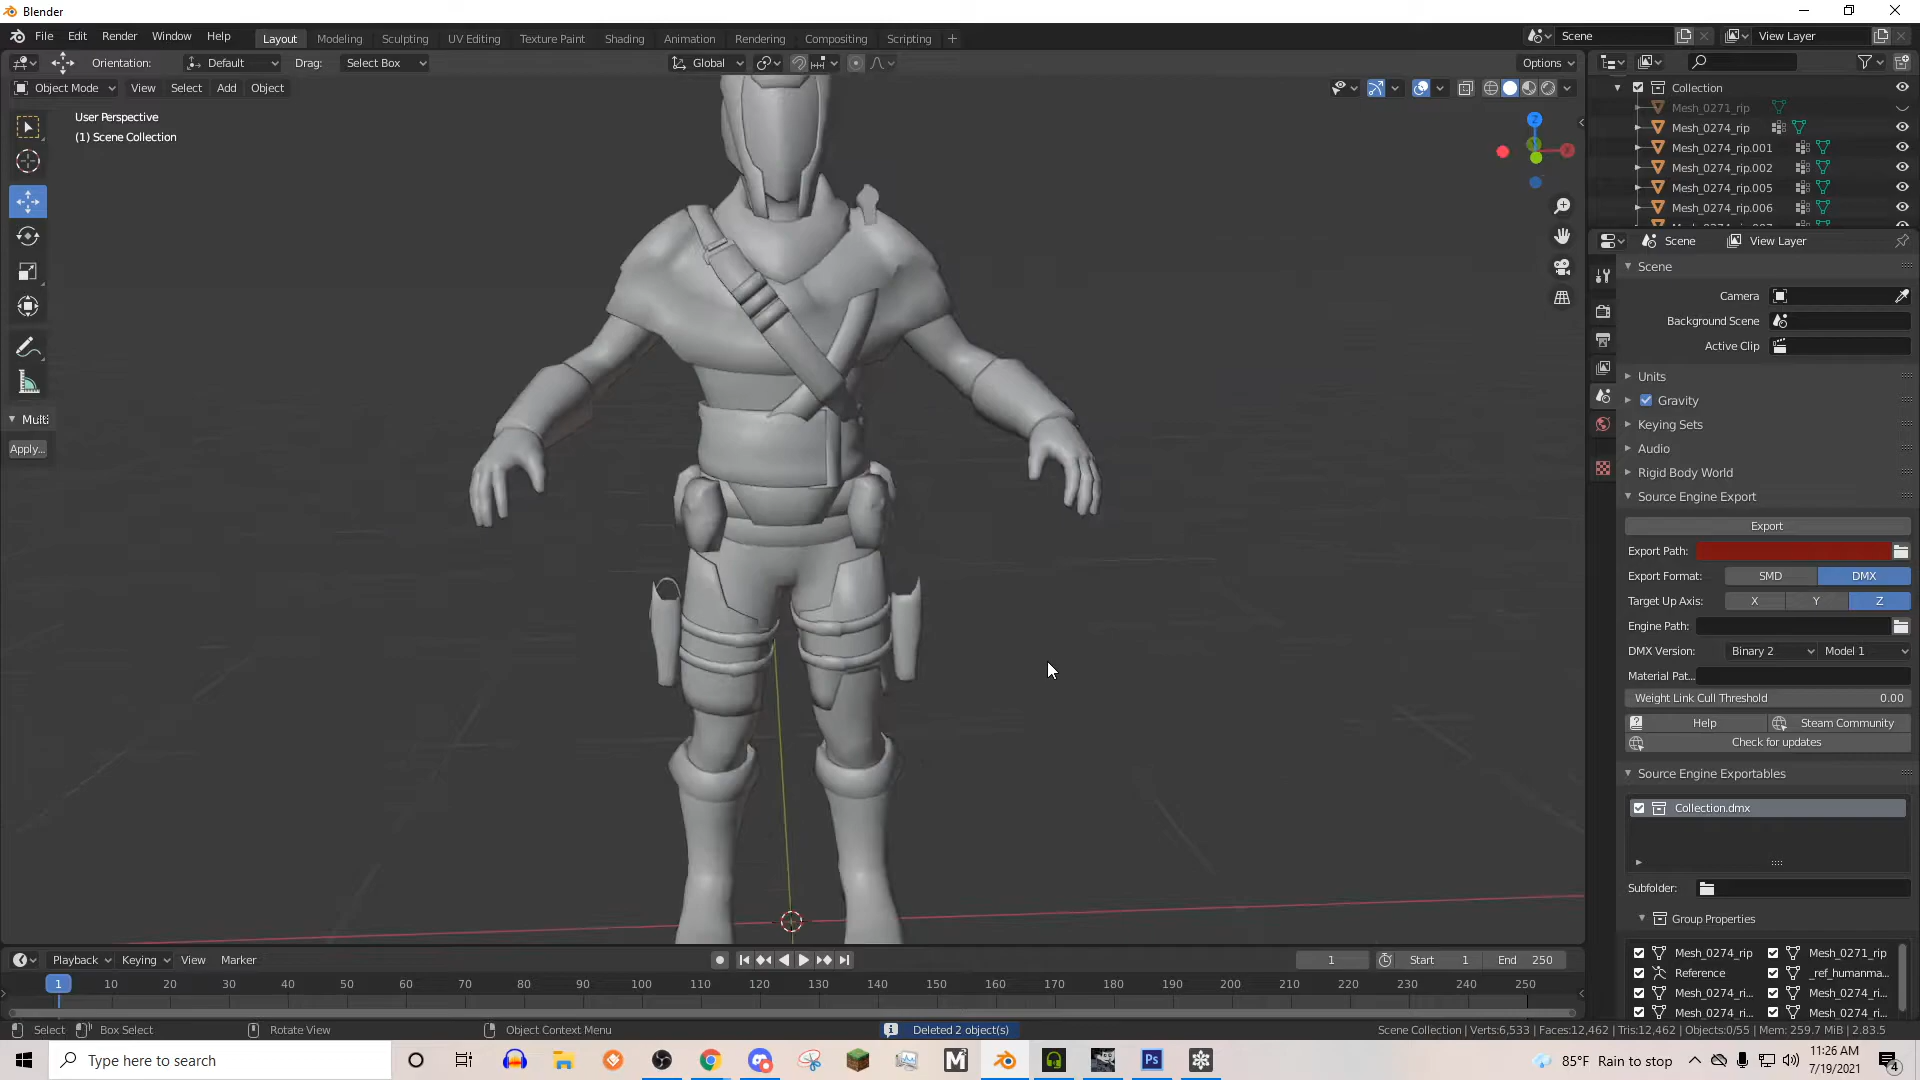 Blender
File Edit Render Window Help
Layout Modeling Sculpting UV Editing Texture Paint Shading Animation Rendering Compositing Scripting +
Scene
View Layer
Orientation: Default Drag: Select Box
Global
Options
Object Mode View Select Add Object
User Perspective
(1) Scene Collection
Z
Multi
Apply...
Collection
Mesh_0271_rip
Mesh_0274_rip
Mesh_0274_rip.001
Mesh_0274_rip.002
Mesh_0274_rip.005
Mesh_0274_rip.006
Scene View Layer
Scene
Camera
Background Scene
Active Clip
Units
Gravity
Keying Sets
Audio
Rigid Body World
Source Engine Export
Export
Export Path:
Export Format: SMD DMX
Target Up Axis: X Y Z
Engine Path:
DMX Version: Binary 2 Model 1
Material Pat...
Weight Link Cull Threshold 0.00
Help Steam Community
Check for updates
Source Engine Exportables
Collection.dmx
Subfolder:
Group Properties
Mesh_0274_rip Mesh_0271_rip
Reference _ref_humanma...
Mesh_0274_ri... Mesh_0274_ri...
Mesh_0274_ri... Mesh_0274_ri...
Playback Keying View Marker
1 Start 1 End 250
1 10 20 30 40 50 60 70 80 90 100 110 120 130 140 150 160 170 180 190 200 210 220 230 240 250
Select Box Select Rotate View Object Context Menu
Deleted 2 object(s)
Scene Collection | Verts:6,533 | Faces:12,462 | Tris:12,462 | Objects:0/55 | Mem: 259.7 MiB | 2.83.5
Type here to search
M
Ps
85°F Rain to stop
11:26 AM
7/19/2021
4